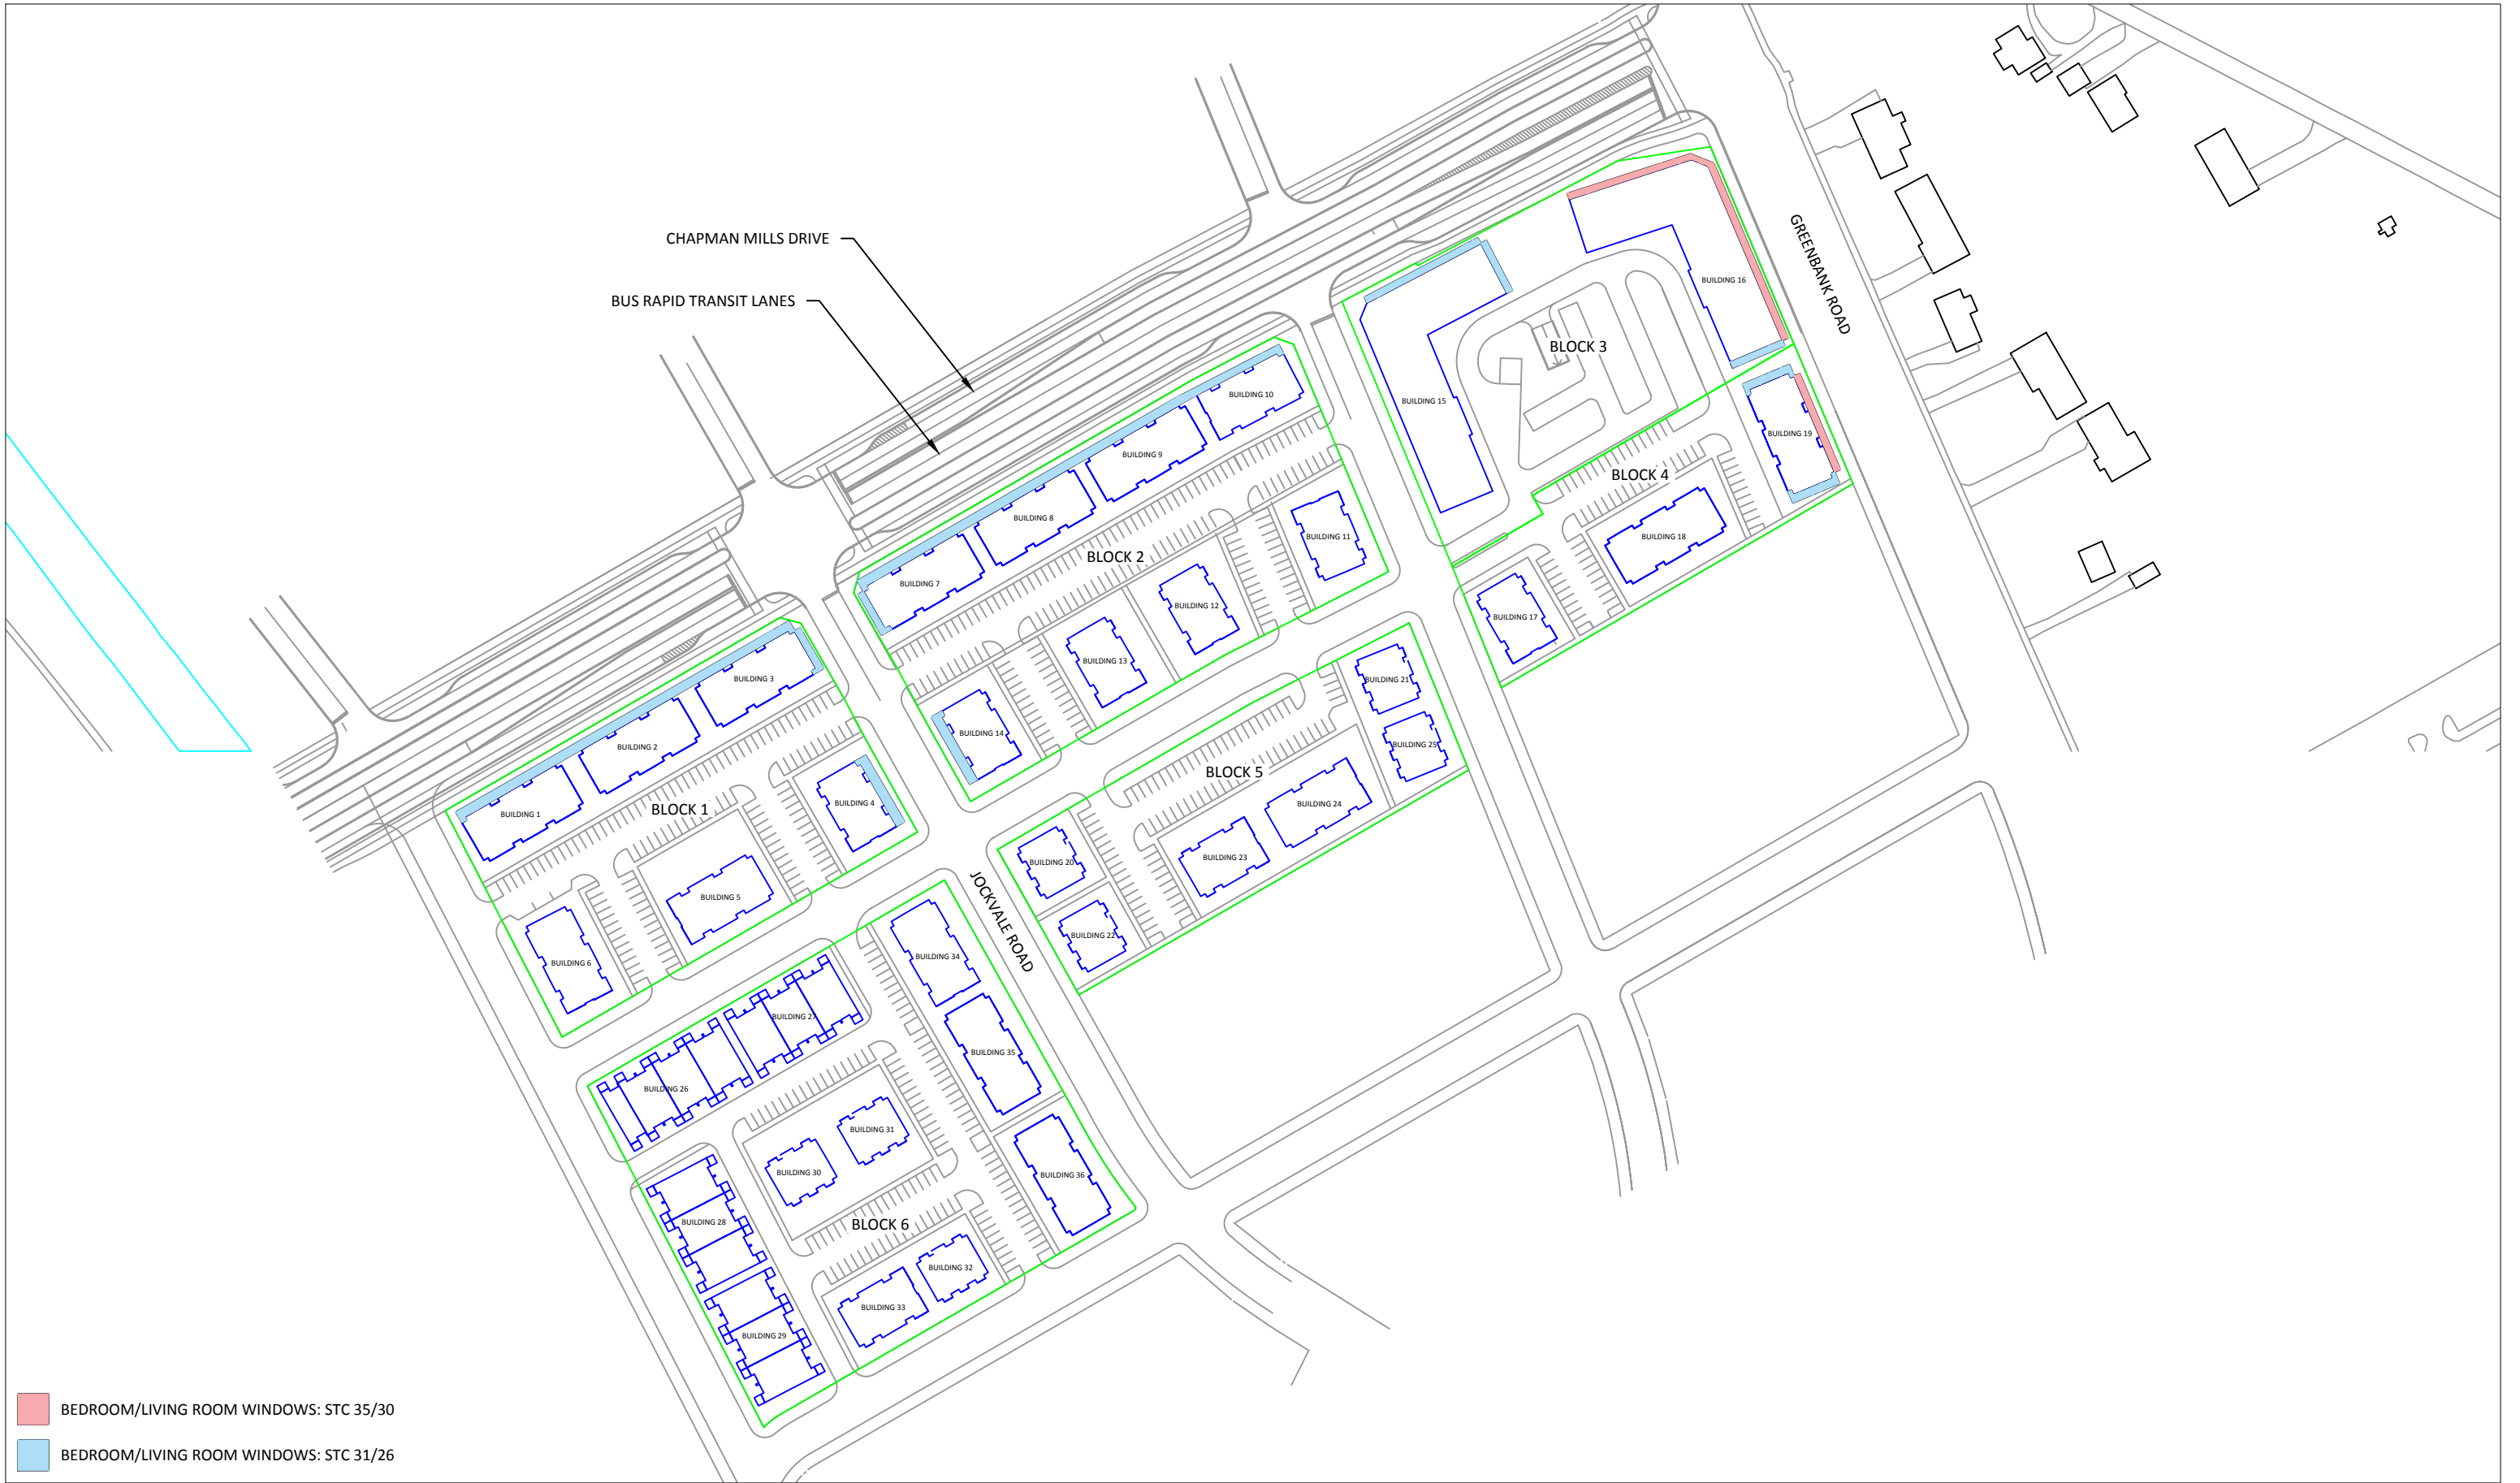 CHAPMAN MILLS DRIVE
BUS RAPID TRANSIT LANES
GREENBANK ROAD
BUILDING 16
BLOCK 3
BUILDING 15
BUILDING 10
BUILDING 9
BUILDING 8
BUILDING 7
BUILDING 19
BLOCK 4
BUILDING 18
BUILDING 17
BUILDING 11
BLOCK 2
BUILDING 12
BUILDING 13
BUILDING 14
BUILDING 3
BUILDING 2
BUILDING 1
BLOCK 1
BUILDING 4
BUILDING 5
BUILDING 6
BUILDING 21
BUILDING 25
BLOCK 5
BUILDING 24
BUILDING 23
BUILDING 20
BUILDING 22
JOCKVALE ROAD
BUILDING 34
BUILDING 35
BUILDING 36
BUILDING 27
BUILDING 26
BUILDING 31
BUILDING 30
BLOCK 6
BUILDING 28
BUILDING 32
BUILDING 33
BUILDING 29
BEDROOM/LIVING ROOM WINDOWS: STC 35/30
BEDROOM/LIVING ROOM WINDOWS: STC 31/26